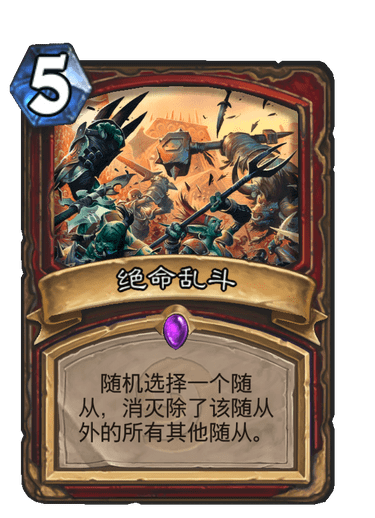 5
绝命乱斗
随机选择一个随
从，消灭除了该随从
外的所有其他随从。